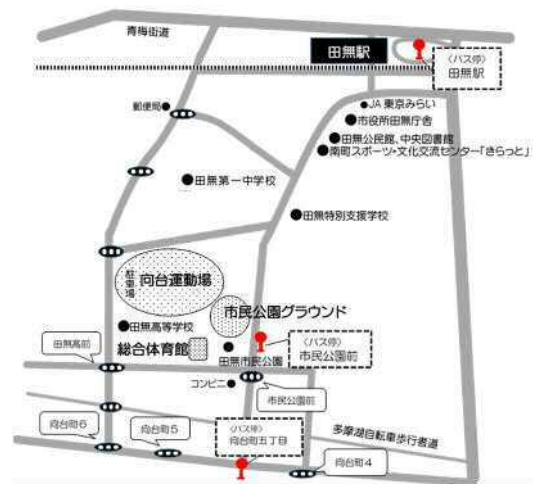 青梅街道
田無駅
〈バス停〉
田無駅
郵便局
JA東京みらい
市役所田無庁舎
田無公民館、中央図書館
南町スポーツ・文化交流センター「きらっと」
田無第一中学校
田無特別支援学校
駐車場
向台運動場
市民公園グラウンド
田無高等学校
〈バス停〉
市民公園前
田無高前
総合体育館
田無市民公園
コンビニ
市民公園前
向台町6
向台町5
〈バス停〉
向台町五丁目
多摩湖自転車歩行者道
向台町4